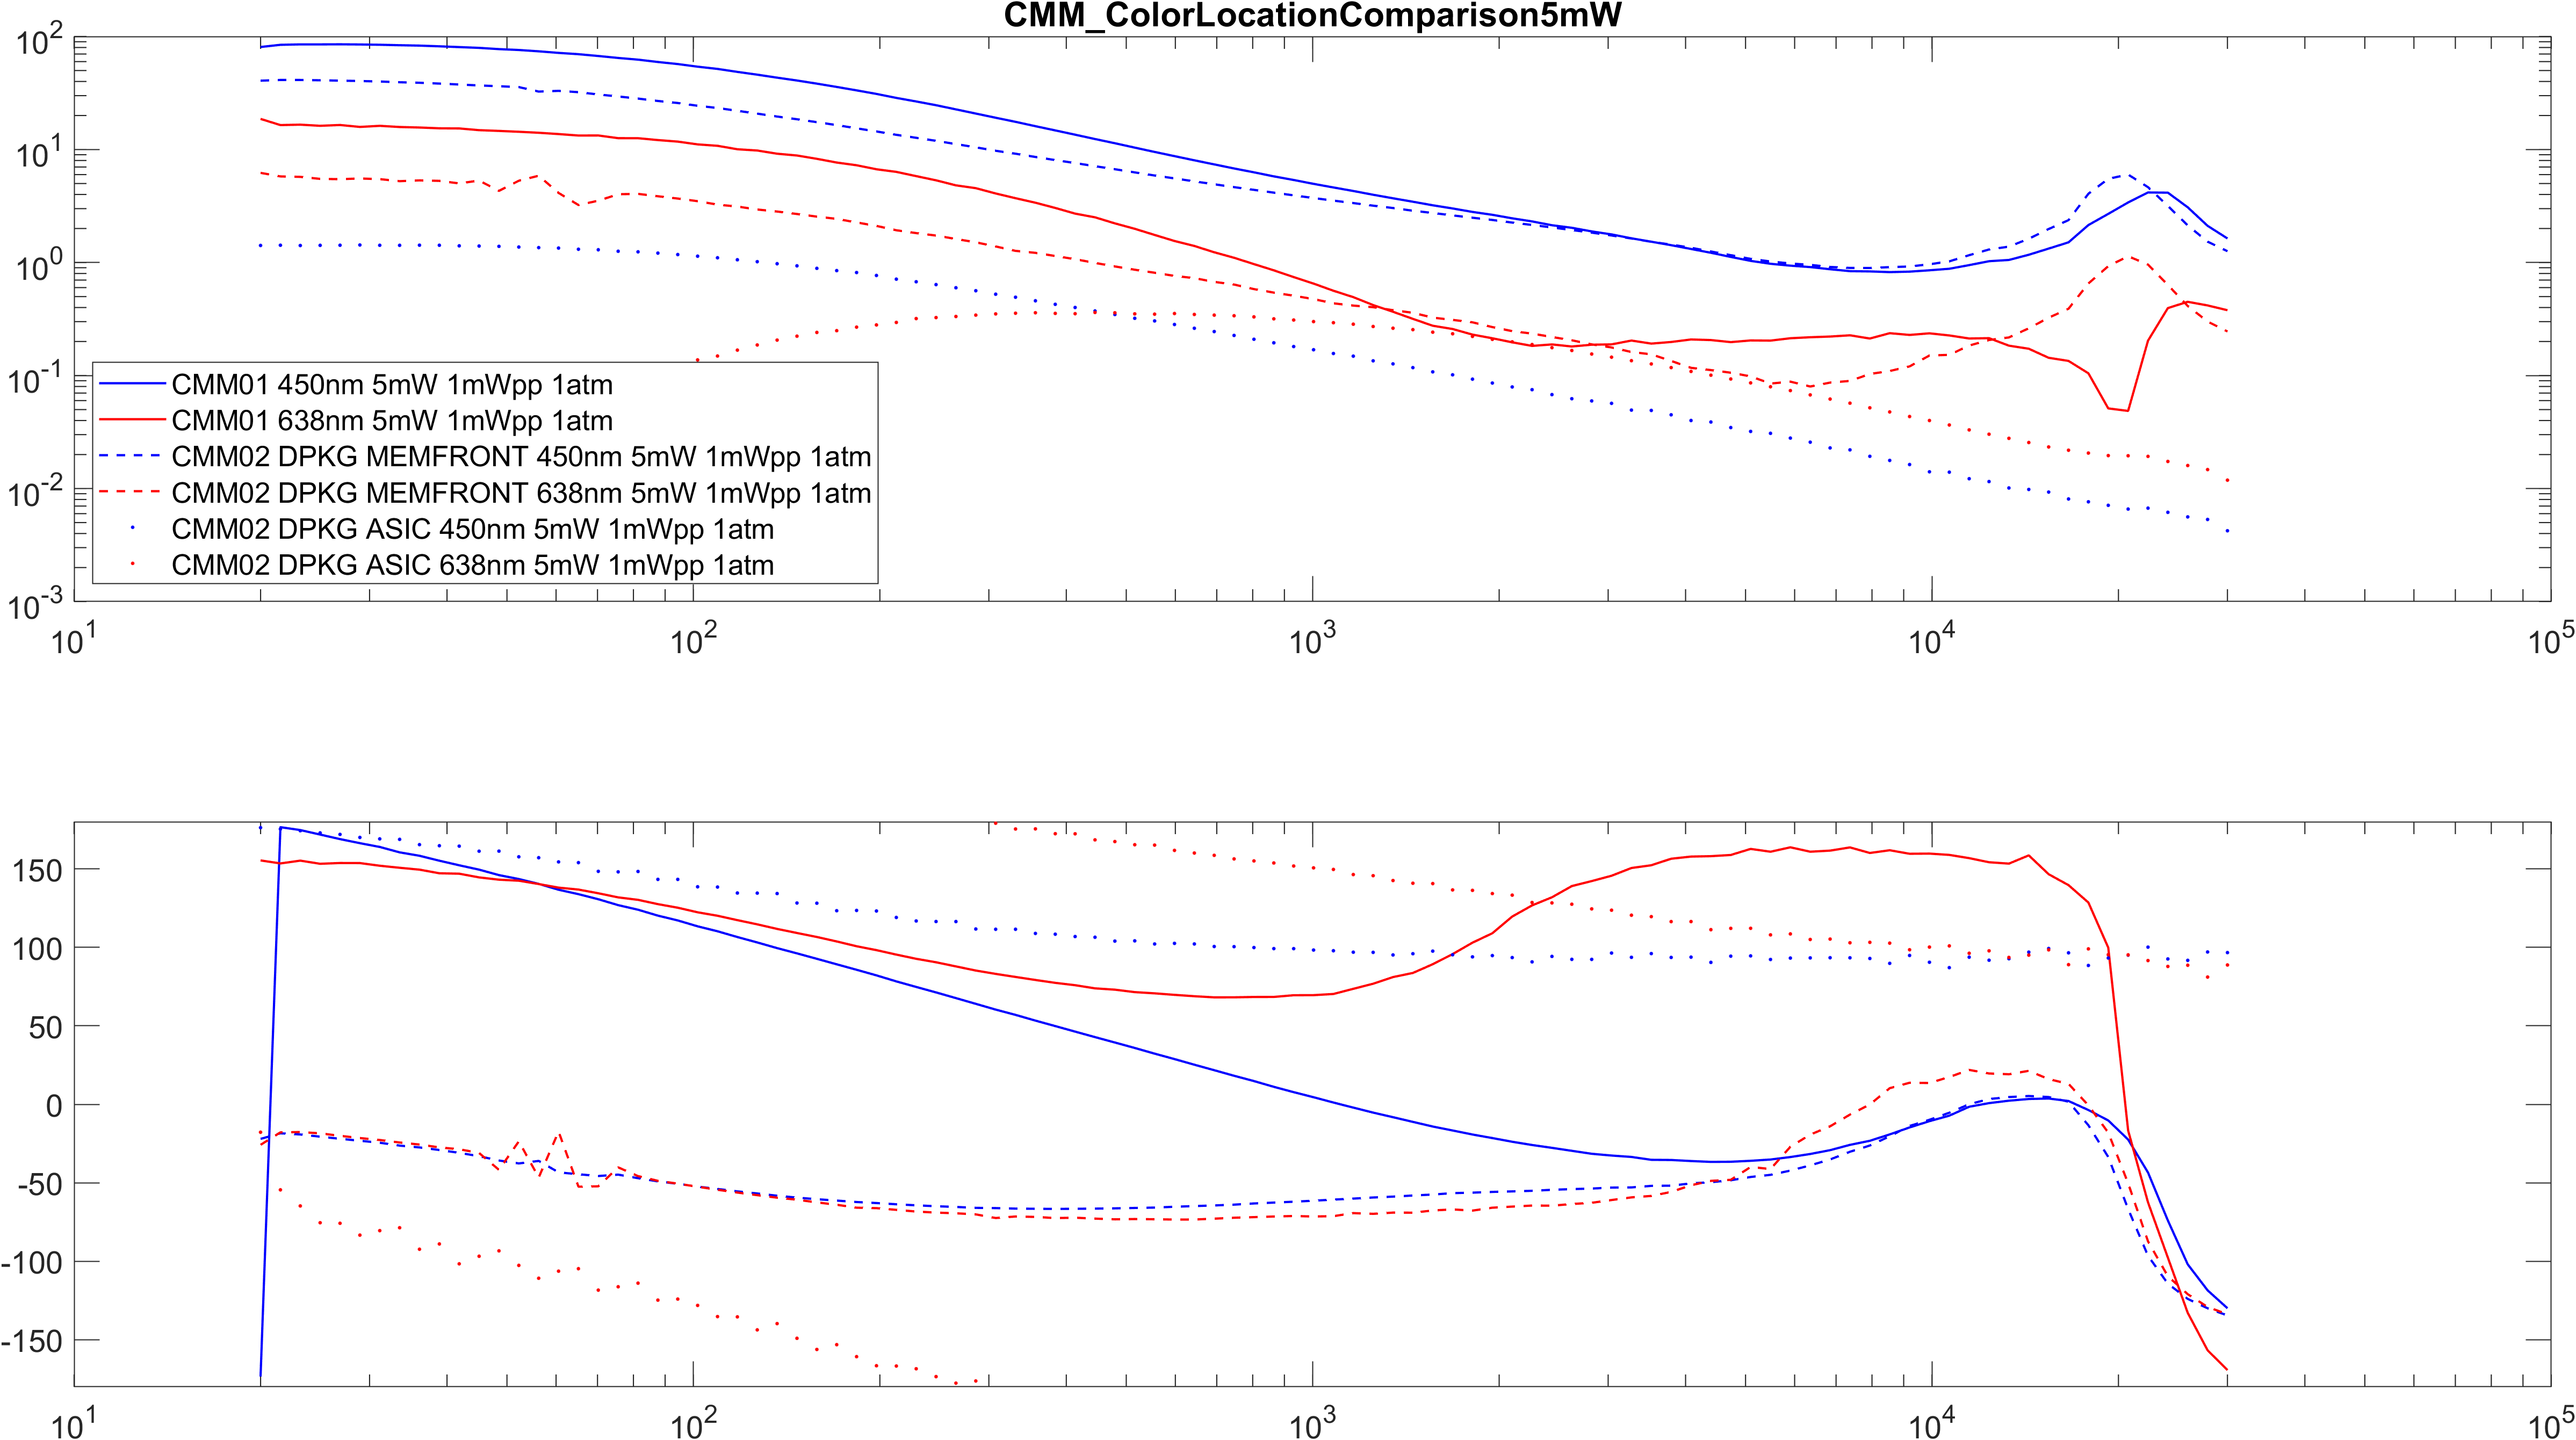 CMM_ColorLocationComparison5mW
10^2
10^1
10^0
10^-1
10^-2
10^-3
CMM01 450nm 5mW 1mWpp 1atm
CMM01 638nm 5mW 1mWpp 1atm
CMM02 DPKG MEMFRONT 450nm 5mW 1mWpp 1atm
CMM02 DPKG MEMFRONT 638nm 5mW 1mWpp 1atm
CMM02 DPKG ASIC 450nm 5mW 1mWpp 1atm
CMM02 DPKG ASIC 638nm 5mW 1mWpp 1atm
10^1 10^2 10^3 10^4 10^5
150
100
50
0
-50
-100
-150
10^1 10^2 10^3 10^4 10^5